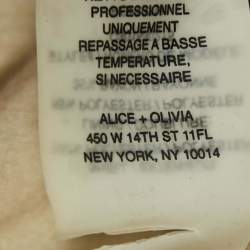 PROFESSIONNEL
UNIQUEMENT
REPASSAGE A BASSE
TEMPERATURE,
SI NECESSAIRE
ALICE + OLIVIA
450 W 14TH ST 11FL
NEW YORK, NY 10014